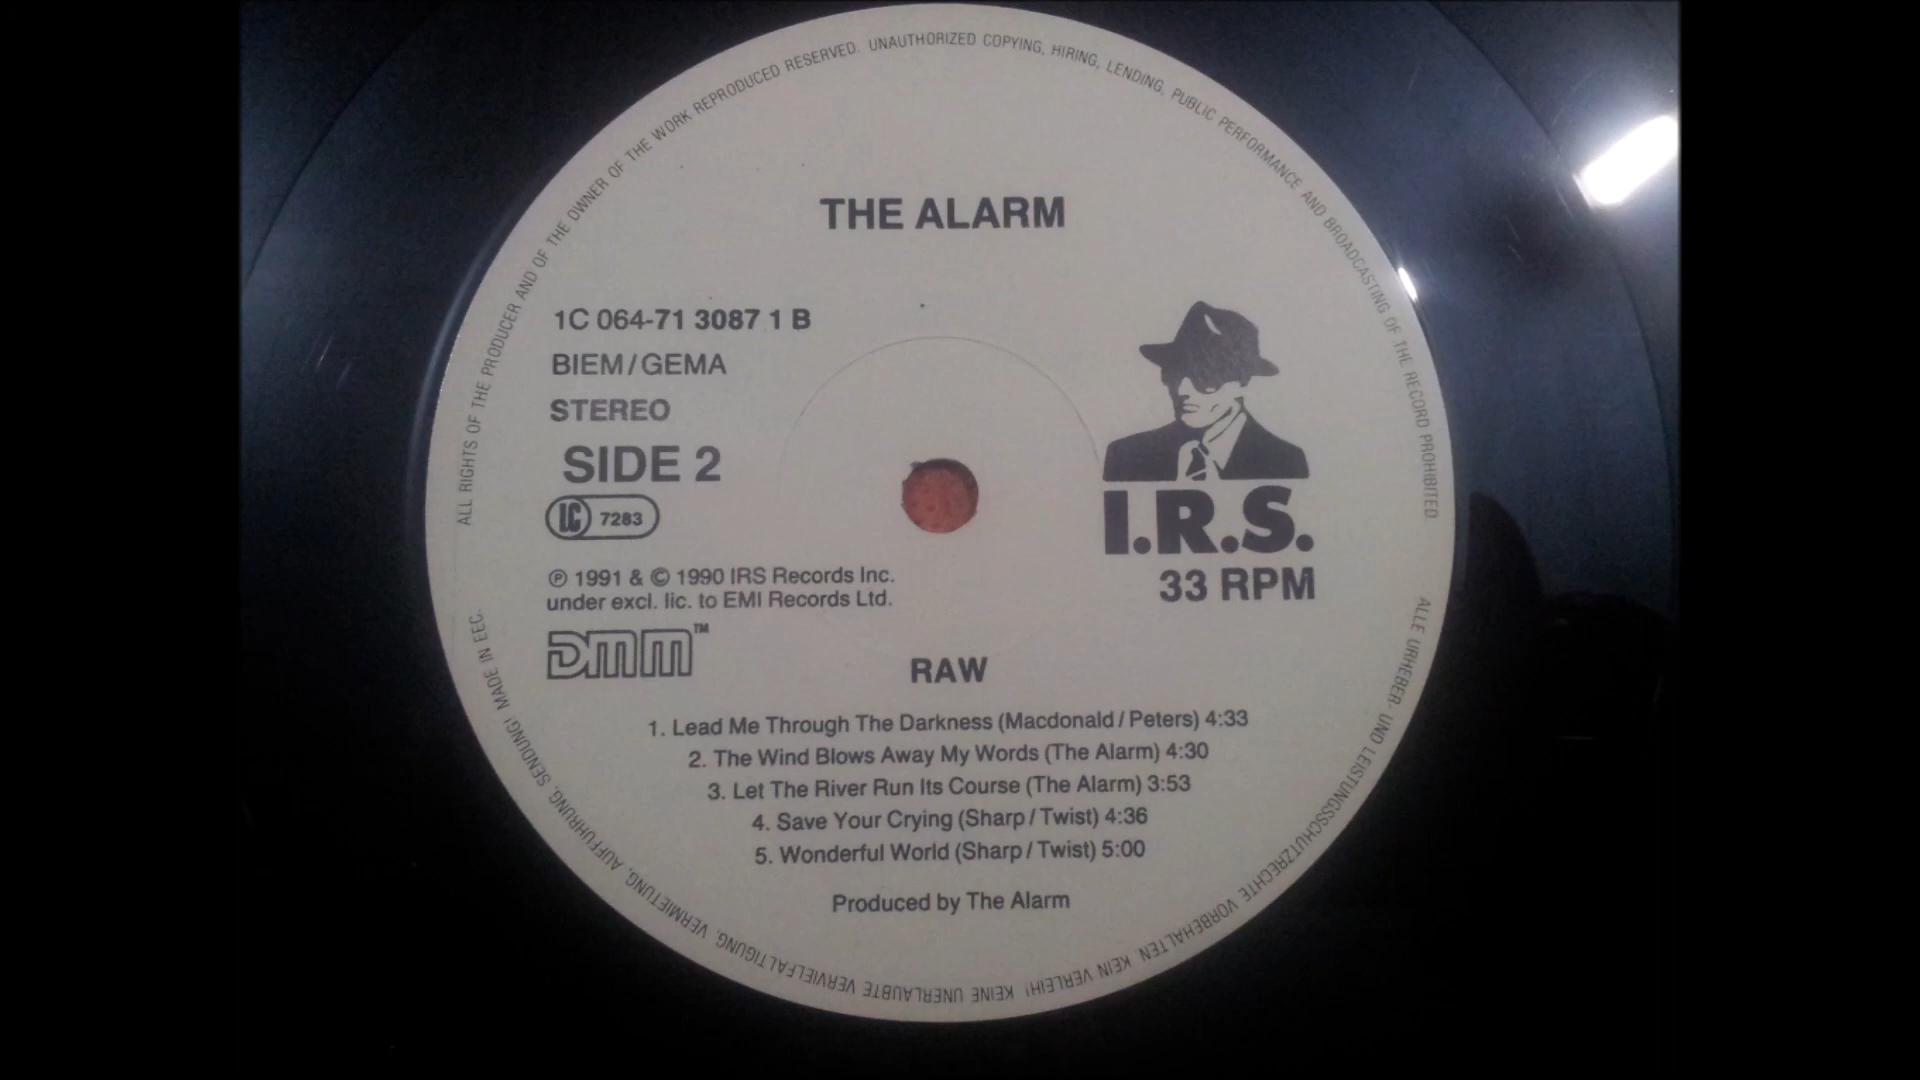 ALL RIGHTS OF THE PRODUCER AND OF THE OWNER OF THE WORK REPRODUCED RESERVED. UNAUTHORIZED COPYING, HIRING, LENDING, PUBLIC PERFORMANCE AND BROADCASTING OF THE RECORD PROHIBITED.
THE ALARM
1C 064-71 3087 1 B
BIEM/GEMA
STEREO
SIDE 2
LC 7283
I.R.S.
33 RPM
℗ 1991 & © 1990 IRS Records Inc.
under excl. lic. to EMI Records Ltd.
DMM™
RAW
1. Lead Me Through The Darkness (Macdonald / Peters) 4:33
2. The Wind Blows Away My Words (The Alarm) 4:30
3. Let The River Run Its Course (The Alarm) 3:53
4. Save Your Crying (Sharp / Twist) 4:36
5. Wonderful World (Sharp / Twist) 5:00
Produced by The Alarm
ALLE URHEBER- UND LEISTUNGSSCHUTZRECHTE VORBEHALTEN. KEIN VERLEIH! KEINE UNERLAUBTE VERVIELFÄLTIGUNG, VERMIETUNG, AUFFÜHRUNG, SENDUNG! MADE IN EEC.